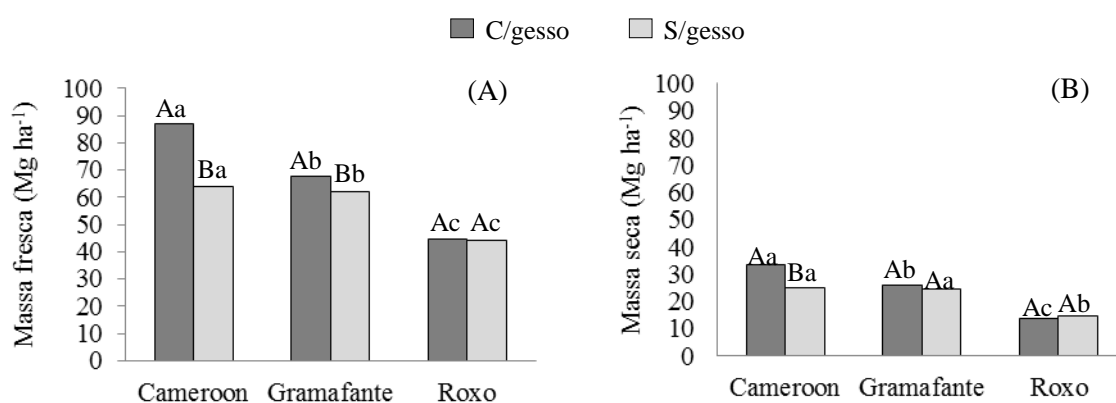 C/gesso S/gesso
(A)
Massa fresca (Mg ha⁻¹)
100
90
80
70
60
50
40
30
20
10
0
Aa Ba Ab Bb Ac Ac
Cameroon Gramafante Roxo
(B)
Massa seca (Mg ha⁻¹)
100
90
80
70
60
50
40
30
20
10
0
Aa Ba Ab Aa Ac Ab
Cameroon Gramafante Roxo